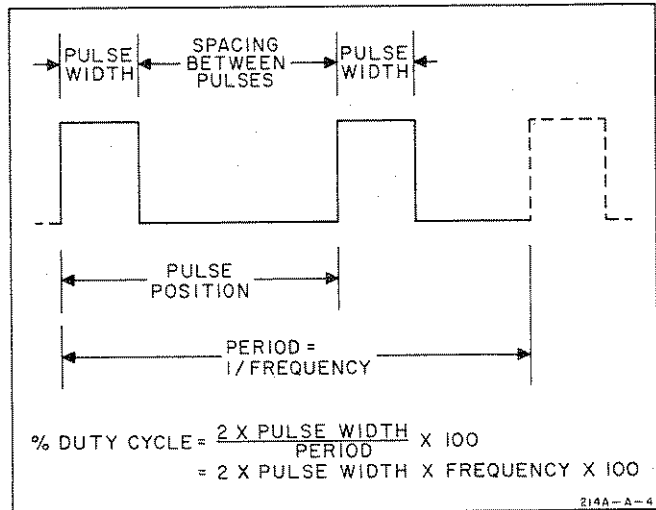 PULSE WIDTH
SPACING BETWEEN PULSES
PULSE WIDTH
PULSE POSITION
PERIOD =
1/FREQUENCY
% DUTY CYCLE = 2 X PULSE WIDTH / PERIOD X 100
= 2 X PULSE WIDTH X FREQUENCY X 100
214A-A-4